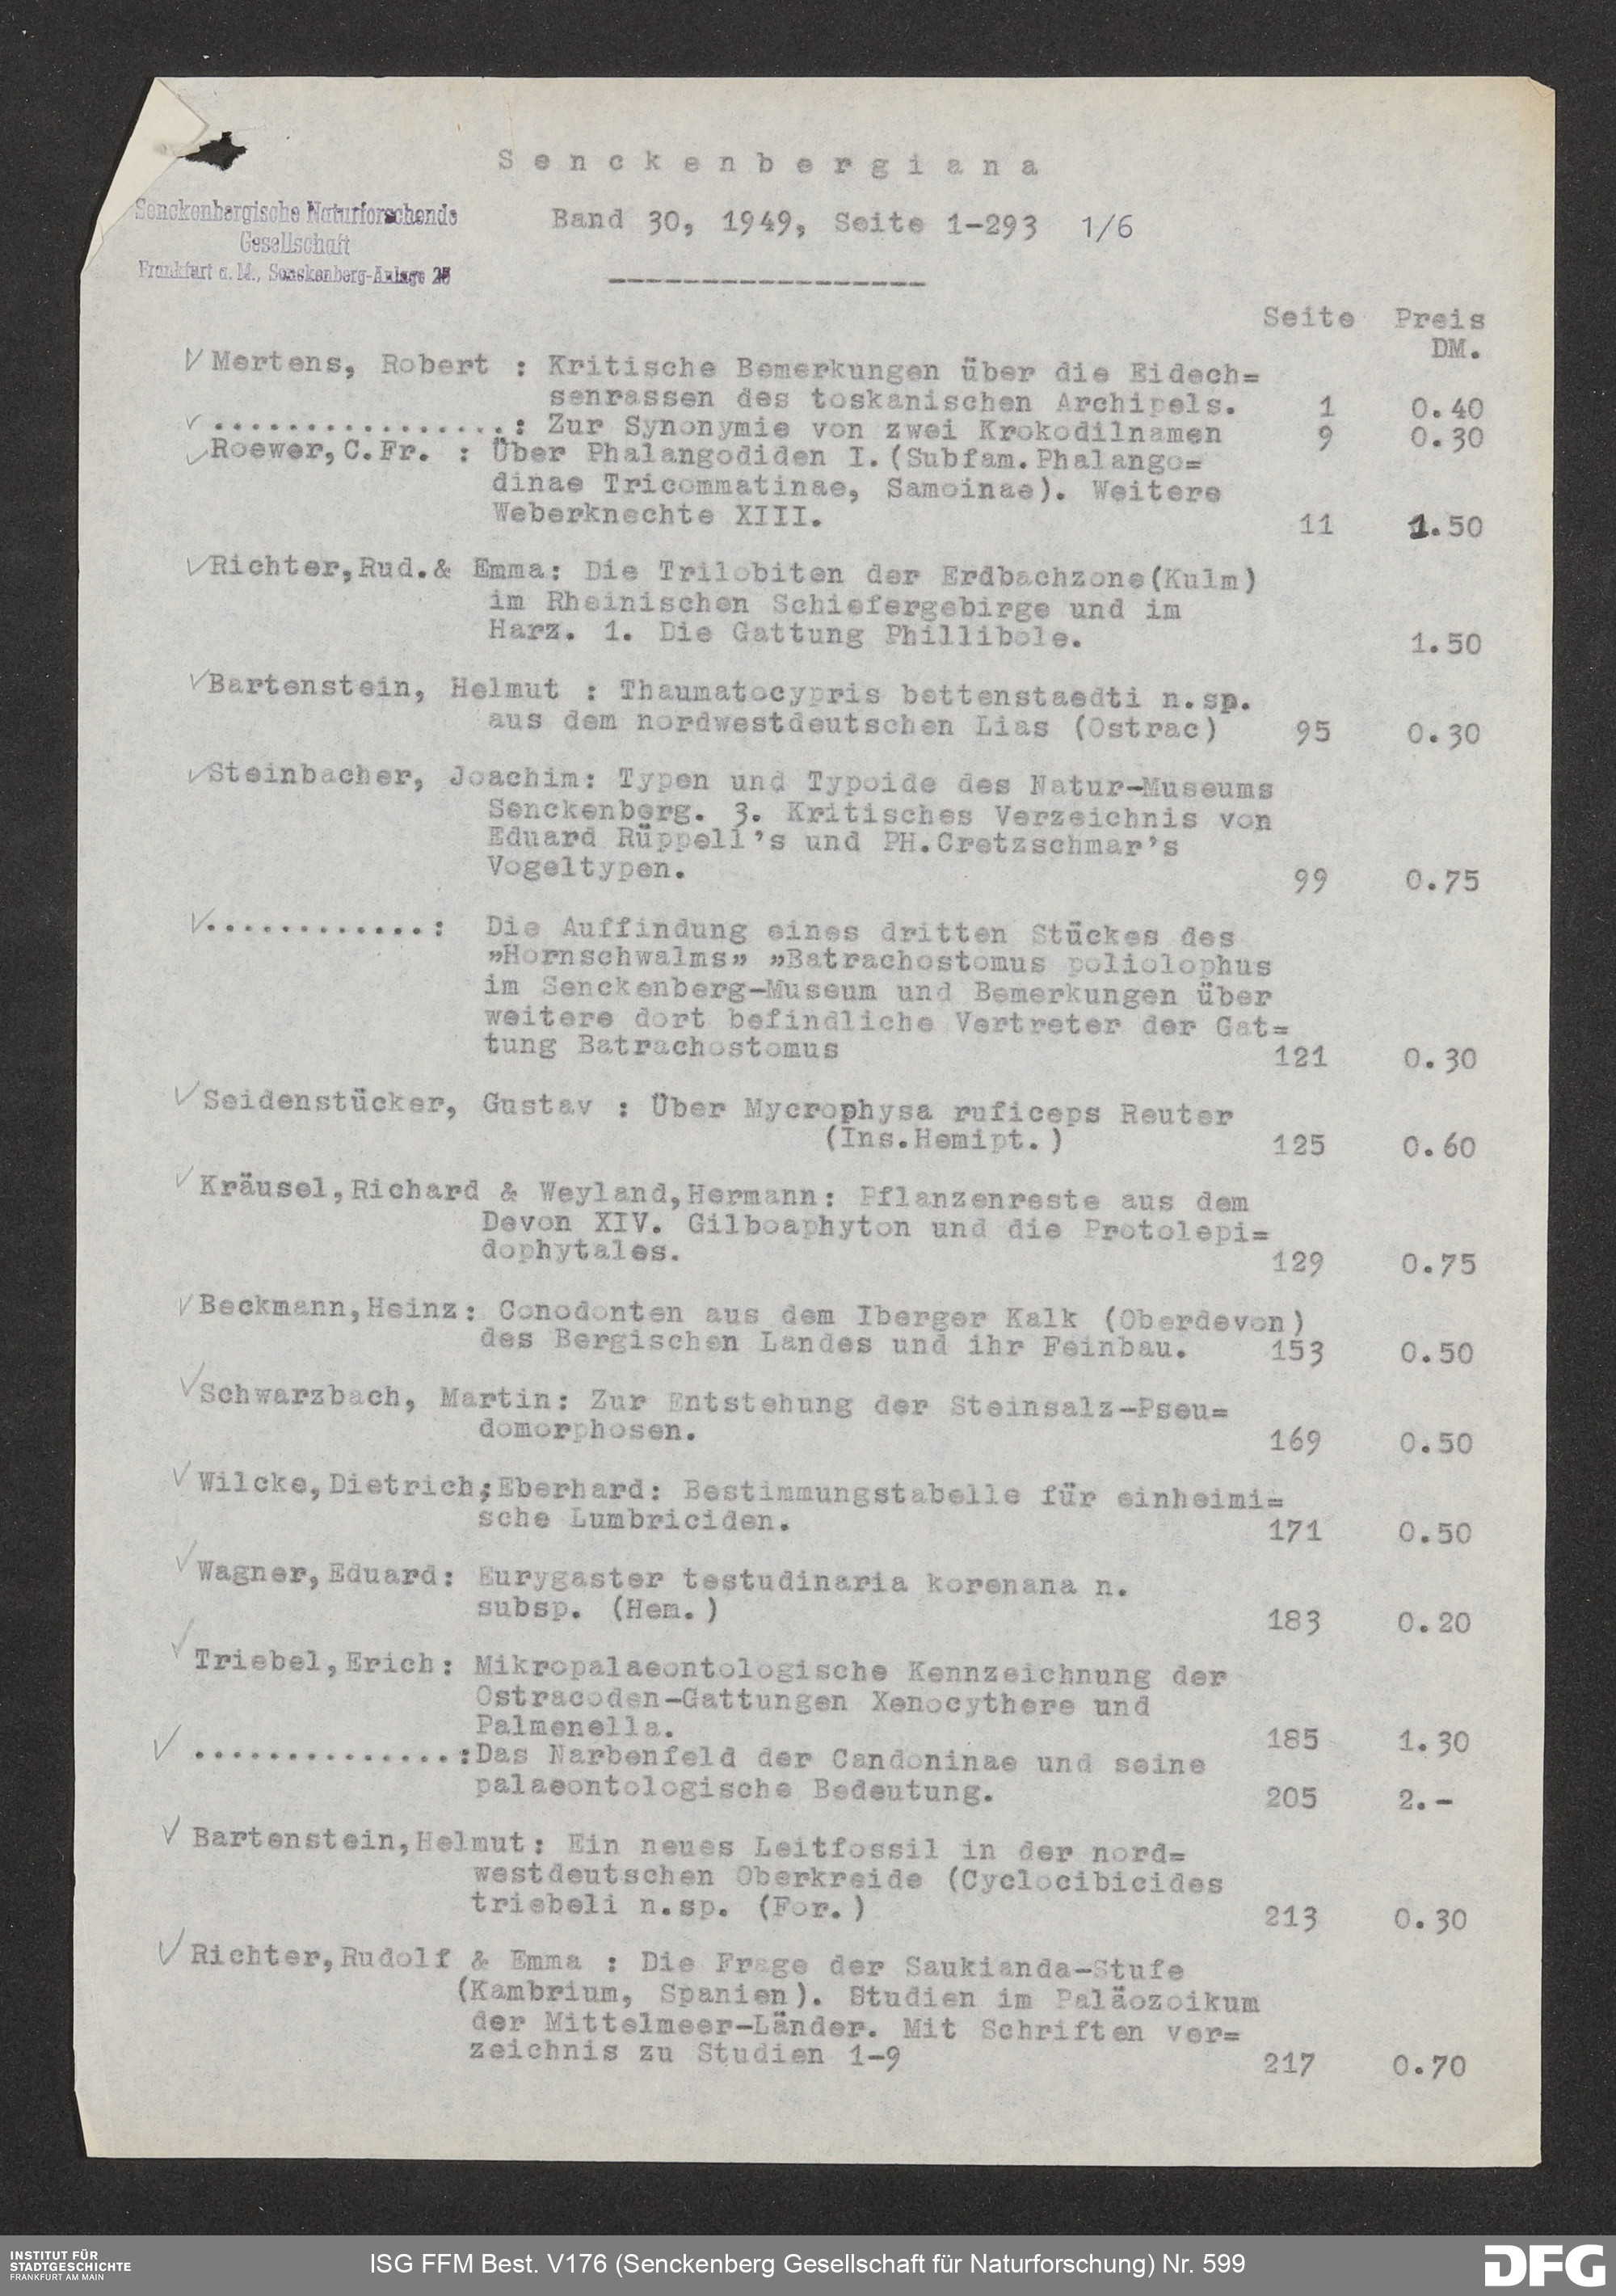 S e n c k e n b e r g i a n a
Senckenbergische Naturforschende
Gesellschaft
Frankfurt a. M., Senckenberg-Anlage 25
Band 30, 1949, Seite 1-293 1/6
Seite Preis
DM.
Mertens, Robert : Kritische Bemerkungen über die Eidech=
senrassen des toskanischen Archipels. 1 0.40
................: Zur Synonymie von zwei Krokodilnamen 9 0.30
Roewer,C.Fr. : Über Phalangodiden I.(Subfam.Phalango=
dinae Tricommatinae, Samoinae). Weitere
Weberknechte XIII. 11 1.50
Richter,Rud.& Emma: Die Trilobiten der Erdbachzone(Kulm)
im Rheinischen Schiefergebirge und im
Harz. 1. Die Gattung Phillibole. 1.50
Bartenstein, Helmut : Thaumatocypris bettenstaedti n.sp.
aus dem nordwestdeutschen Lias (Ostrac) 95 0.30
Steinbacher, Joachim: Typen und Typoide des Natur-Museums
Senckenberg. 3. Kritisches Verzeichnis von
Eduard Rüppell's und PH.Cretzschmar's
Vogeltypen. 99 0.75
............: Die Auffindung eines dritten Stückes des
"Hornschwalms" "Batrachostomus poliolophus
im Senckenberg-Museum und Bemerkungen über
weitere dort befindliche Vertreter der Gat=
tung Batrachostomus 121 0.30
Seidenstücker, Gustav : Über Mycrophysa ruficeps Reuter
(Ins.Hemipt.) 125 0.60
Kräusel,Richard & Weyland,Hermann: Pflanzenreste aus dem
Devon XIV. Gilboaphyton und die Protolepi=
dophytales. 129 0.75
Beckmann,Heinz: Conodonten aus dem Iberger Kalk (Oberdevon)
des Bergischen Landes und ihr Feinbau. 153 0.50
Schwarzbach, Martin: Zur Entstehung der Steinsalz-Pseu=
domorphosen. 169 0.50
Wilcke,Dietrich;Eberhard: Bestimmungstabelle für einheimi=
sche Lumbriciden. 171 0.50
Wagner,Eduard: Eurygaster testudinaria korenana n.
subsp. (Hem.) 183 0.20
Triebel,Erich: Mikropalaeontologische Kennzeichnung der
Ostracoden-Gattungen Xenocythere und
Palmenella. 185 1.30
..............:Das Narbenfeld der Candoninae und seine
palaeontologische Bedeutung. 205 2.-
Bartenstein,Helmut: Ein neues Leitfossil in der nord=
westdeutschen Oberkreide (Cyclocibicides
triebeli n.sp. (For.) 213 0.30
Richter,Rudolf & Emma : Die Frage der Saukianda-Stufe
(Kambrium, Spanien). Studien im Paläozoikum
der Mittelmeer-Länder. Mit Schriften ver=
zeichnis zu Studien 1-9 217 0.70
INSTITUT FÜR
STADTGESCHICHTE
FRANKFURT AM MAIN
ISG FFM Best. V176 (Senckenberg Gesellschaft für Naturforschung) Nr. 599
DFG